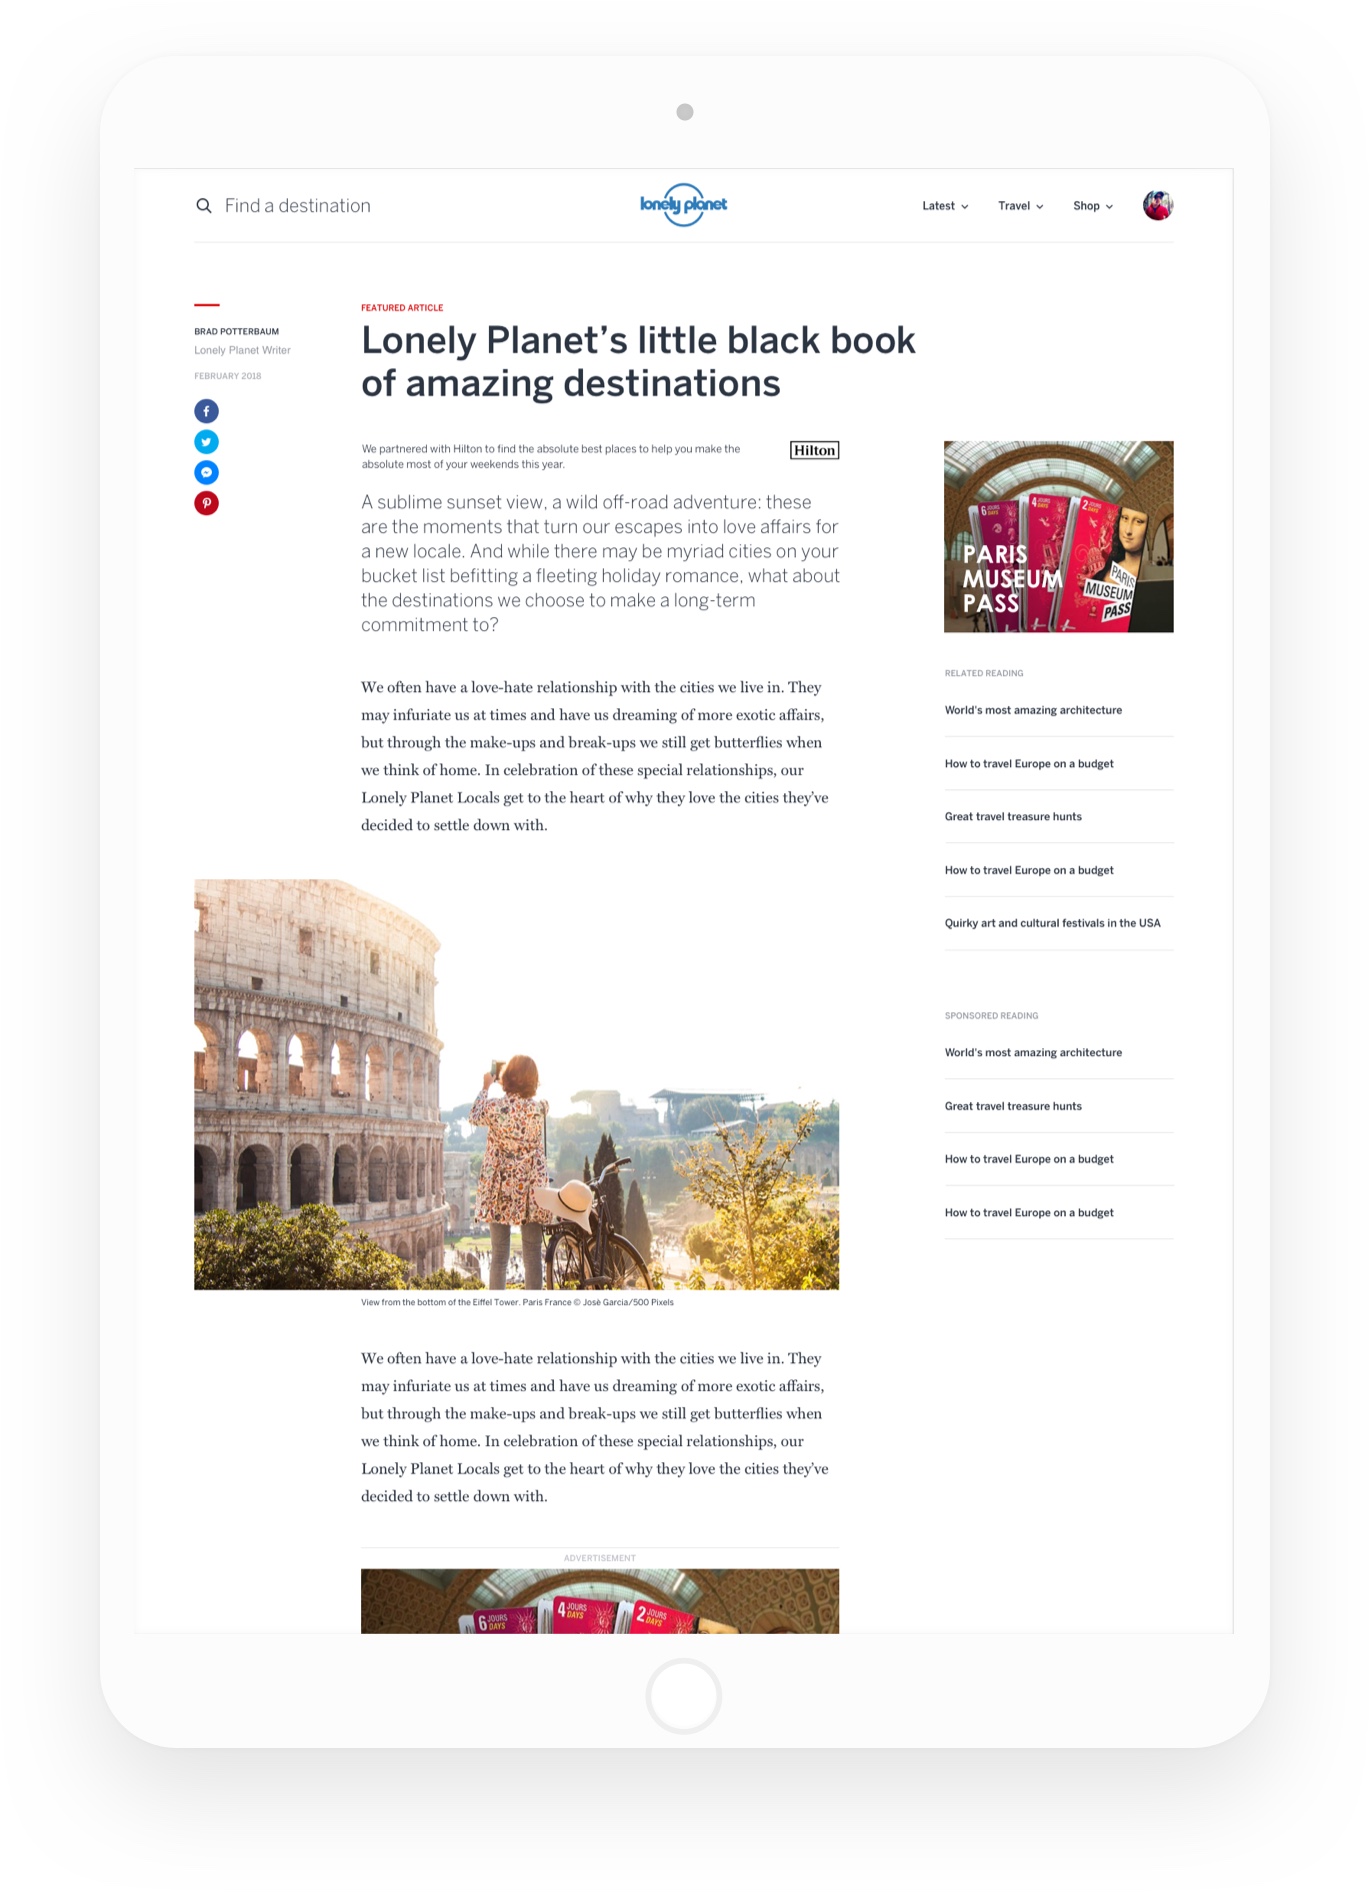 Find a destination
lonely planet
Latest
Travel
Shop
BRAD POTTERBAUM
Lonely Planet Writer
FEBRUARY 2018
FEATURED ARTICLE
Lonely Planet’s little black book
of amazing destinations
We partnered with Hilton to find the absolute best places to help you make the
absolute most of your weekends this year.
Hilton
A sublime sunset view, a wild off-road adventure: these
are the moments that turn our escapes into love affairs for
a new locale. And while there may be myriad cities on your
bucket list befitting a fleeting holiday romance, what about
the destinations we choose to make a long-term
commitment to?
We often have a love-hate relationship with the cities we live in. They
may infuriate us at times and have us dreaming of more exotic affairs,
but through the make-ups and break-ups we still get butterflies when
we think of home. In celebration of these special relationships, our
Lonely Planet Locals get to the heart of why they love the cities they’ve
decided to settle down with.
View from the bottom of the Eiffel Tower. Paris France © Josè Garcia/500 Pixels
We often have a love-hate relationship with the cities we live in. They
may infuriate us at times and have us dreaming of more exotic affairs,
but through the make-ups and break-ups we still get butterflies when
we think of home. In celebration of these special relationships, our
Lonely Planet Locals get to the heart of why they love the cities they’ve
decided to settle down with.
ADVERTISEMENT
6 JOURS DAYS
4 JOURS DAYS
2 JOURS DAYS
6 JOURS DAYS
4 JOURS DAYS
2 JOURS DAYS
PARIS
MUSEUM
PASS
PARIS
MUSEUM
PASS
RELATED READING
World's most amazing architecture
How to travel Europe on a budget
Great travel treasure hunts
How to travel Europe on a budget
Quirky art and cultural festivals in the USA
SPONSORED READING
World's most amazing architecture
Great travel treasure hunts
How to travel Europe on a budget
How to travel Europe on a budget